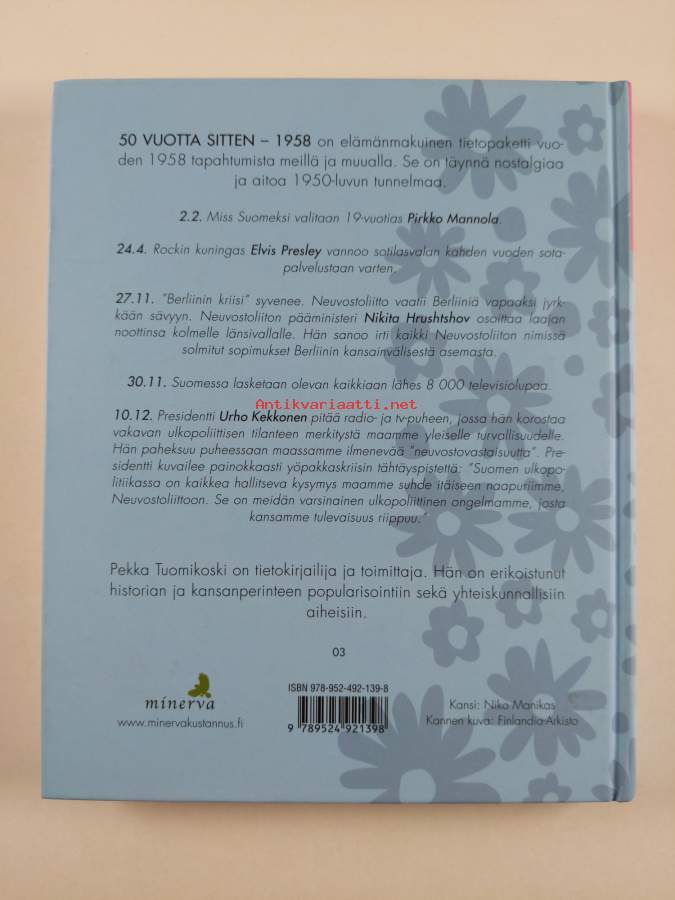 50 VUOTTA SITTEN – 1958 on elämänmakuinen tietopaketti vuo-
den 1958 tapahtumista meillä ja muualla. Se on täynnä nostalgiaa
ja aitoa 1950-luvun tunnelmaa.
2.2. Miss Suomeksi valitaan 19-vuotias Pirkko Mannola.
24.4. Rockin kuningas Elvis Presley vannoo sotilasvalan kahden vuoden sota-
palvelustaan varten.
27.11. "Berliinin kriisi" syvenee. Neuvostoliitto vaatii Berliiniä vapaaksi jyrk-
kään sävyyn. Neuvostoliiton pääministeri Nikita Hrushtshov osoittaa laajan
noottinsa kolmelle länsivallalle. Hän sanoo irti kaikki Neuvostoliiton nimissä
solmitut sopimukset Berliinin kansainvälisestä asemasta.
30.11. Suomessa lasketaan olevan kaikkiaan lähes 8 000 televisiolupaa.
Antikvariaatti.net
10.12. Presidentti Urho Kekkonen pitää radio- ja tv-puheen, jossa hän korostaa
vakavan ulkopoliittisen tilanteen merkitystä maamme yleiselle turvallisuudelle.
Hän paheksuu puheessaan maassamme ilmenevää "neuvostovastaisuutta". Pre-
sidentti kuvailee painokkaasti yöpakkaskriisin tähtäyspistettä: "Suomen ulkopo-
litiikassa on kaikkea hallitseva kysymys maamme suhde itäiseen naapuriimme,
Neuvostoliittoon. Se on meidän varsinainen ulkopoliittinen ongelmamme, josta
kansamme tulevaisuus riippuu."
Pekka Tuomikoski on tietokirjailija ja toimittaja. Hän on erikoistunut
historian ja kansanperinteen popularisointiin sekä yhteiskunnallisiin
aiheisiin.
03
minerva
www.minervakustannus.fi
ISBN 978-952-492-139-8
9 789524 921398
Kansi: Niko Manikas
Kannen kuva: Finlandia-Arkisto